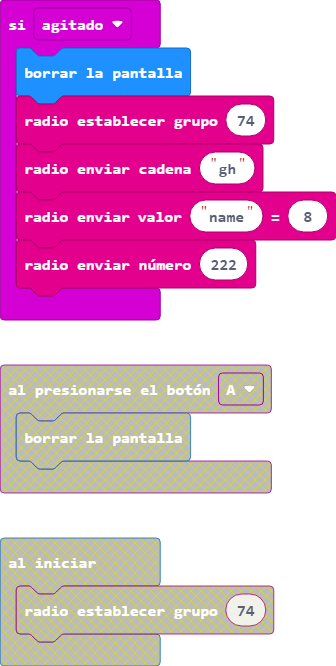 si agitado
borrar la pantalla
radio establecer grupo 74
radio enviar cadena "gh"
radio enviar valor "name" = 8
radio enviar número 222
al presionarse el botón A
borrar la pantalla
al iniciar
radio establecer grupo 74